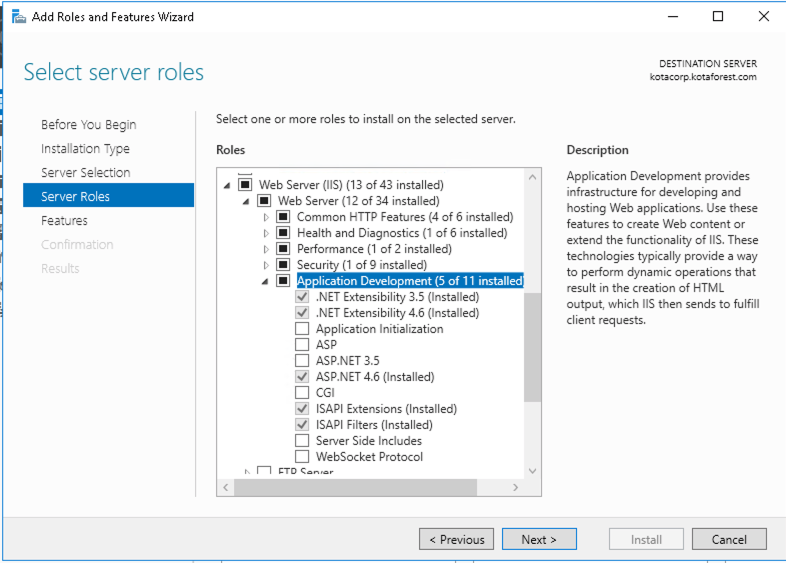 Add Roles and Features Wizard
Select server roles
DESTINATION SERVER
kotacorp.kotaforest.com
Before You Begin
Installation Type
Server Selection
Server Roles
Features
Confirmation
Results
Select one or more roles to install on the selected server.
Roles
Web Server (IIS) (13 of 43 installed)
Web Server (12 of 34 installed)
Common HTTP Features (4 of 6 installed)
Health and Diagnostics (1 of 6 installed)
Performance (1 of 2 installed)
Security (1 of 9 installed)
Application Development (5 of 11 installed
.NET Extensibility 3.5 (Installed)
.NET Extensibility 4.6 (Installed)
Application Initialization
ASP
ASP.NET 3.5
ASP.NET 4.6 (Installed)
CGI
ISAPI Extensions (Installed)
ISAPI Filters (Installed)
Server Side Includes
WebSocket Protocol
FTP Server
Description
Application Development provides
infrastructure for developing and
hosting Web applications. Use these
features to create Web content or
extend the functionality of IIS. These
technologies typically provide a way
to perform dynamic operations that
result in the creation of HTML
output, which IIS then sends to fulfill
client requests.
< Previous
Next >
Install
Cancel